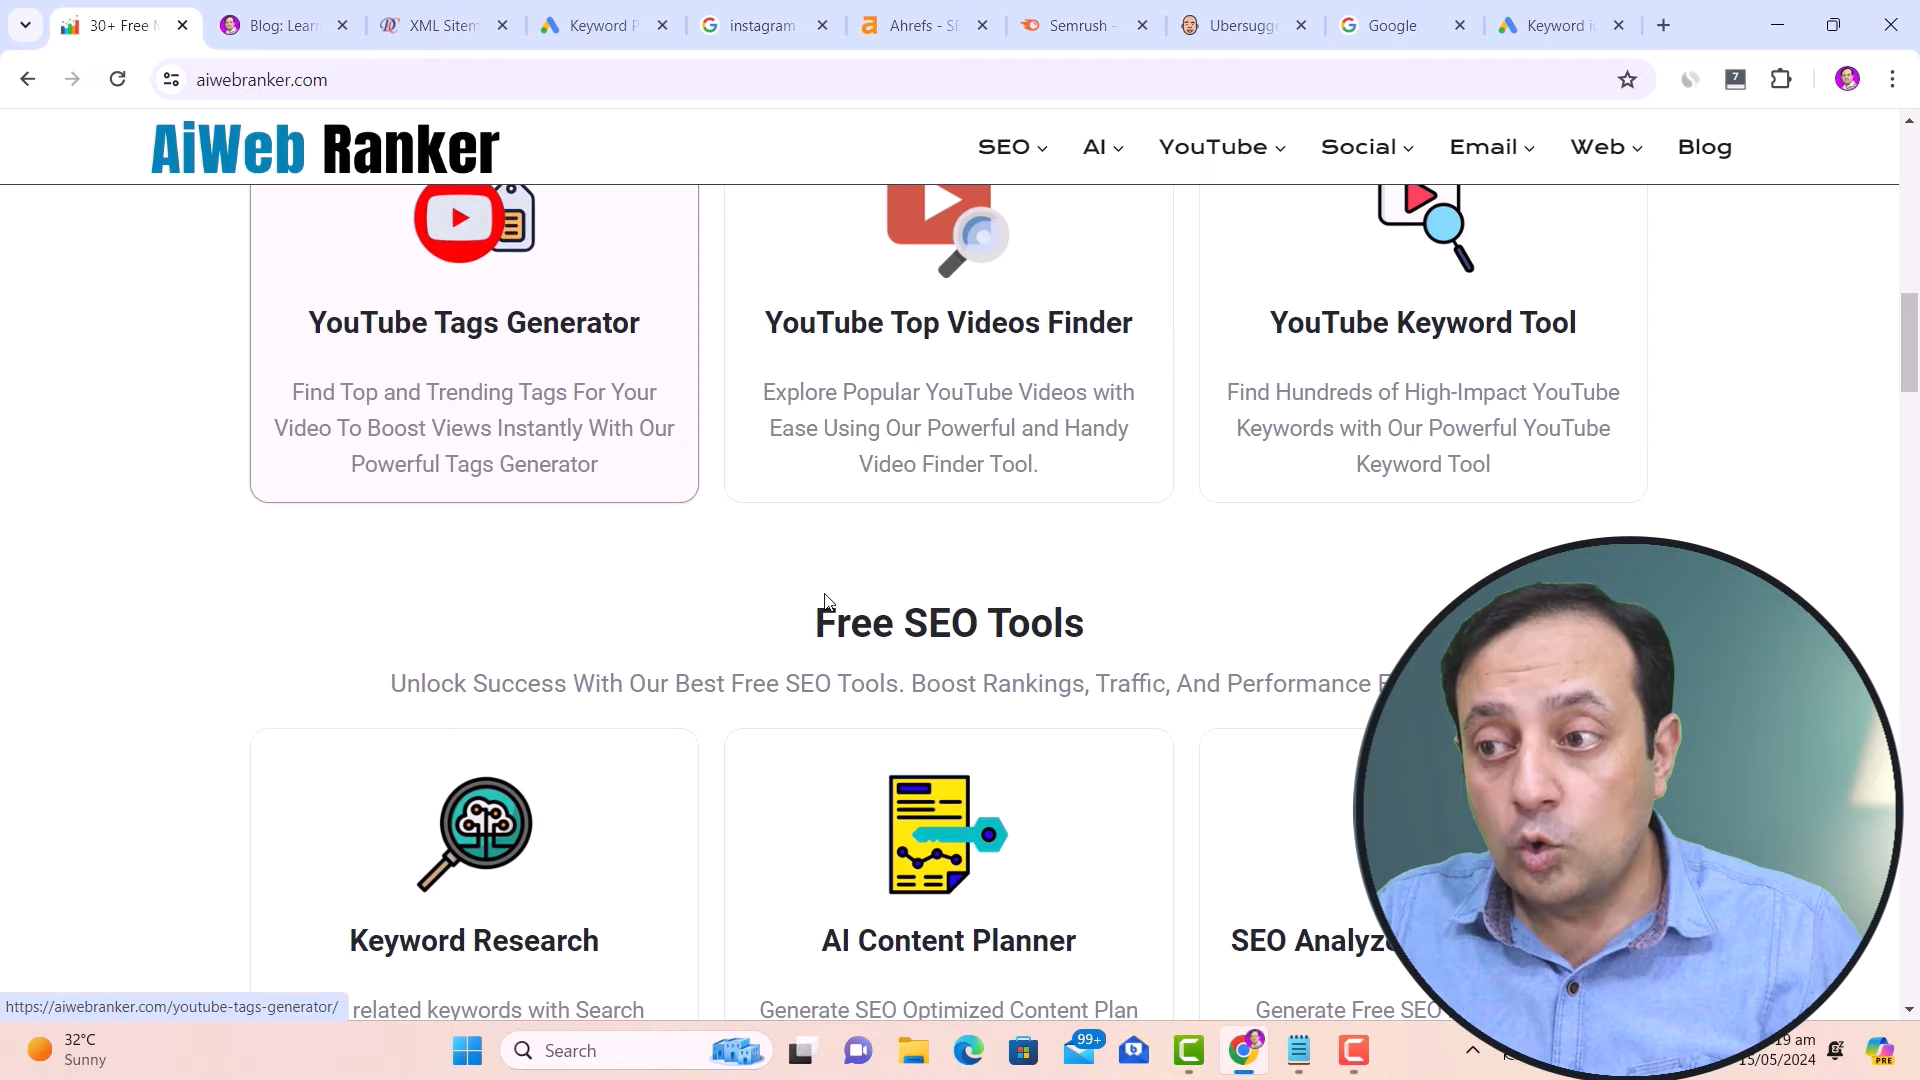 30+ Free M
Blog: Lear
XML Sitem
Keyword P
instagram
Ahrefs - SE
Semrush -
Ubersugge
Google
Keyword i
aiwebranker.com
7
AiWeb Ranker
SEO
AI
YouTube
Social
Email
Web
Blog
YouTube Tags Generator
Find Top and Trending Tags For Your
Video To Boost Views Instantly With Our
Powerful Tags Generator
YouTube Top Videos Finder
Explore Popular YouTube Videos with
Ease Using Our Powerful and Handy
Video Finder Tool.
YouTube Keyword Tool
Find Hundreds of High-Impact YouTube
Keywords with Our Powerful YouTube
Keyword Tool
Free SEO Tools
Unlock Success With Our Best Free SEO Tools. Boost Rankings, Traffic, And Performance
Keyword Research
related keywords with Search
AI Content Planner
Generate SEO Optimized Content Plan
SEO Analyze
Generate Free SEO
https://aiwebranker.com/youtube-tags-generator/
32°C
Sunny
Search
99+
19 am
15/05/2024
PRE